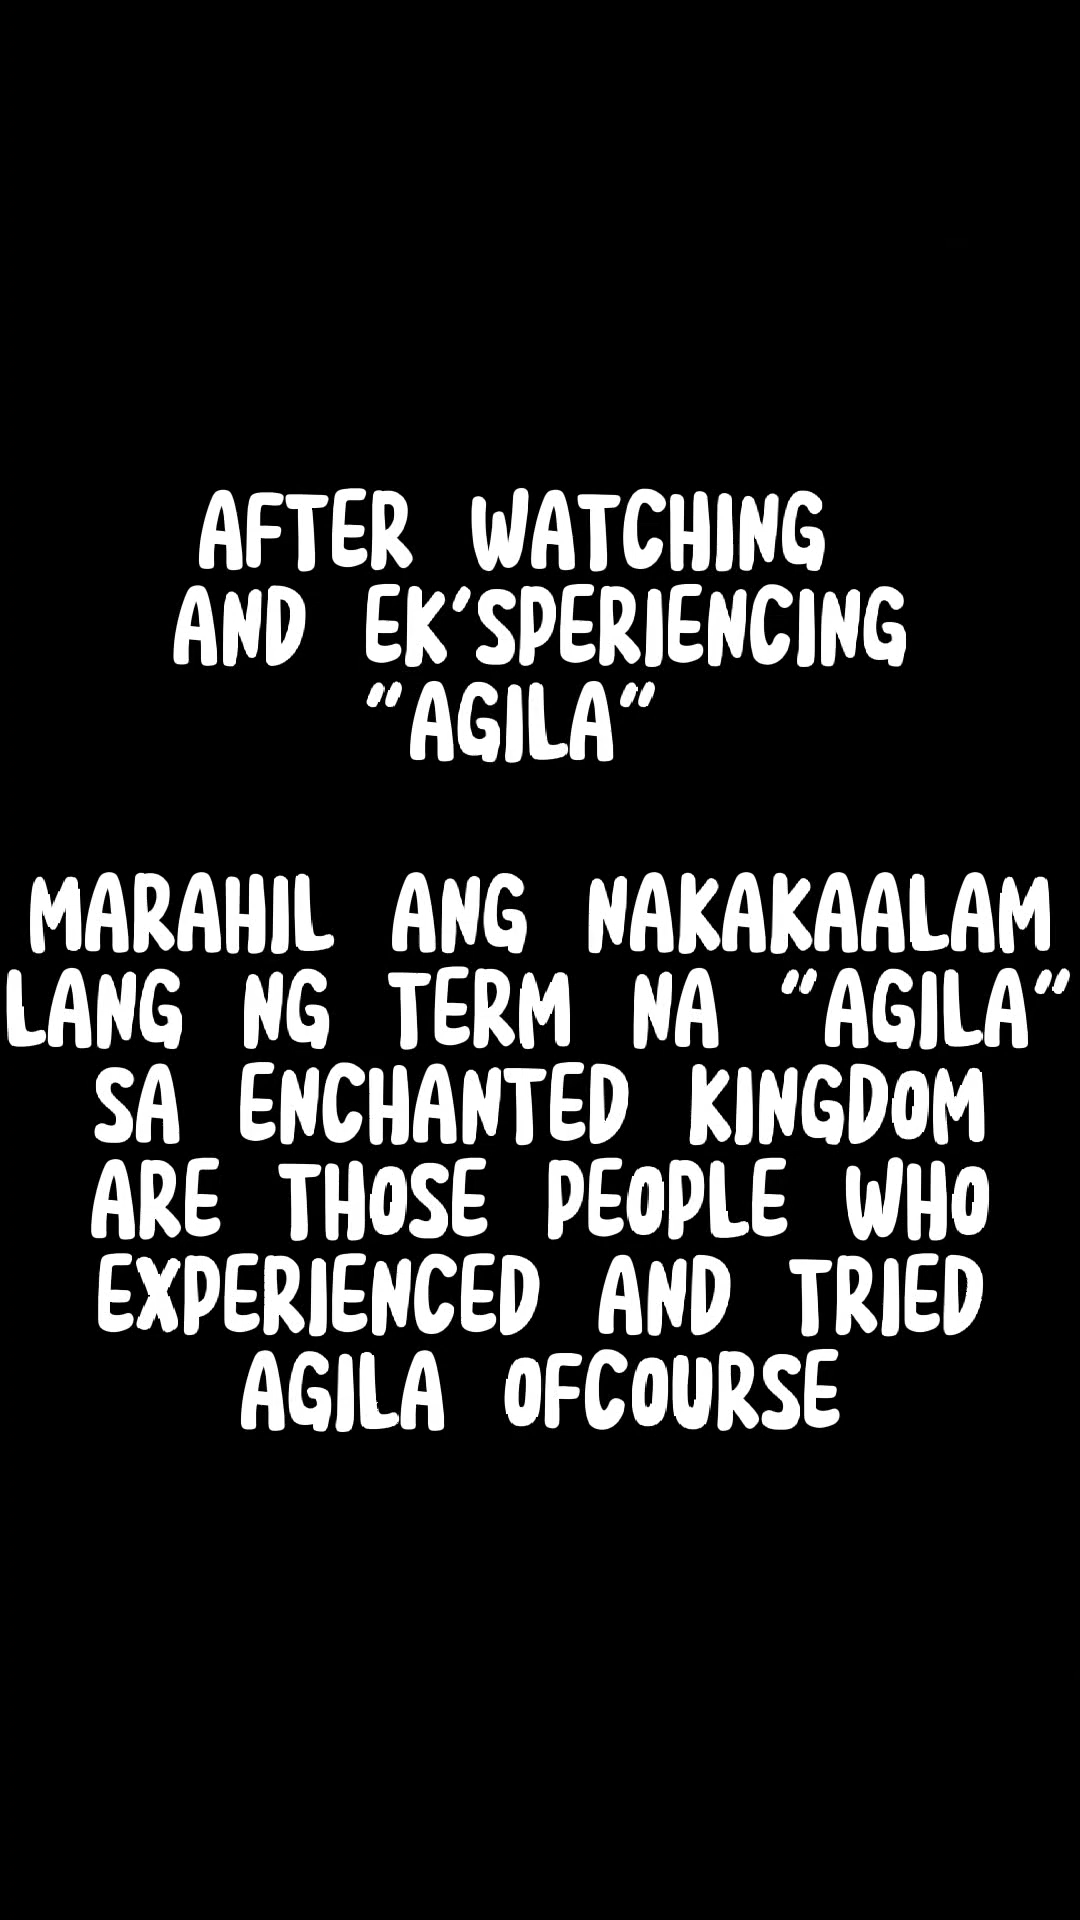 AFTER WATCHING
AND EK'SPERIENCING
"AGILA"
MARAHIL ANG NAKAKAALAM
LANG NG TERM NA "AGILA"
SA ENCHANTED KINGDOM
ARE THOSE PEOPLE WHO
EXPERIENCED AND TRIED
AGILA OFCOURSE